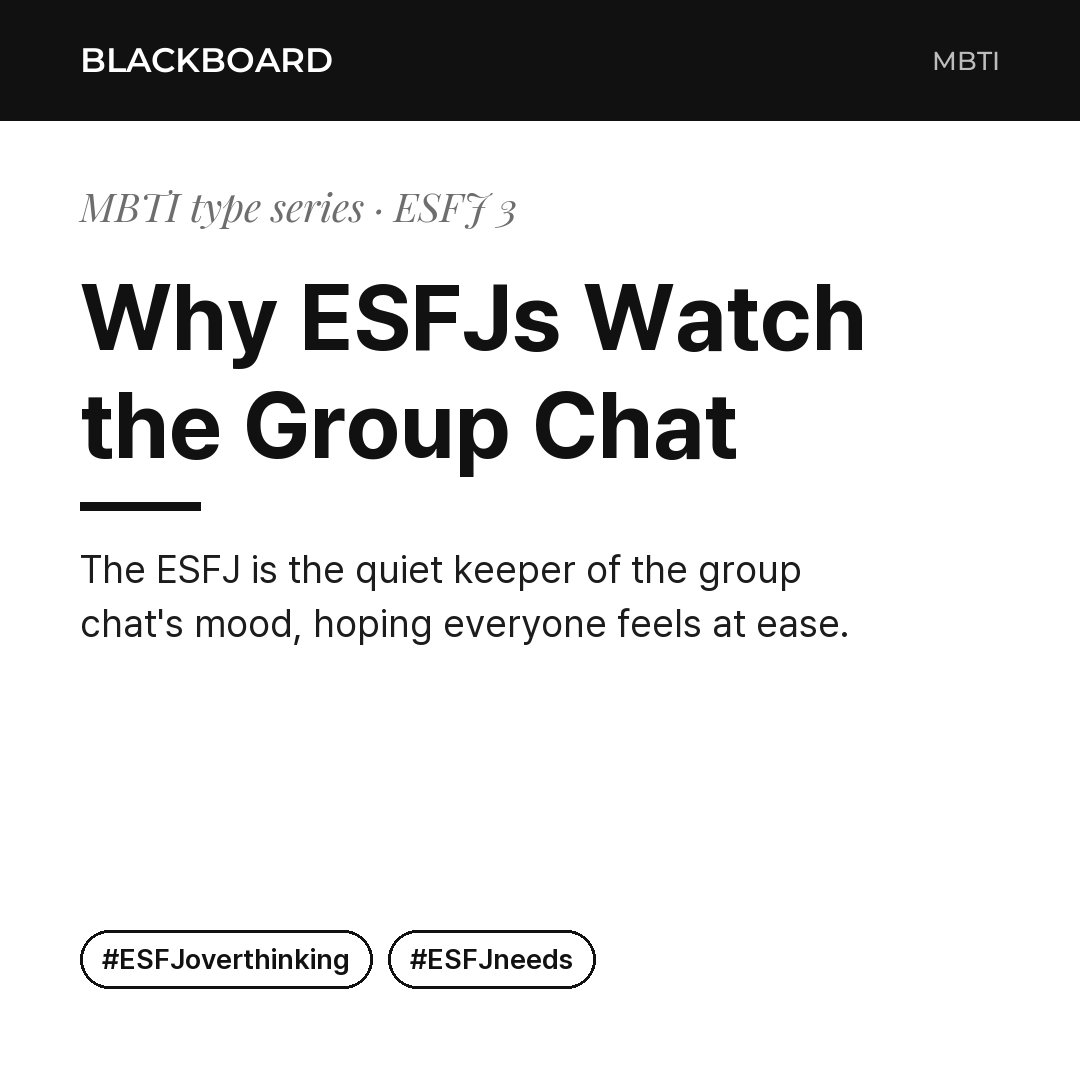 BLACKBOARD
MBTI
MBTI type series · ESFJ 3
Why ESFJs Watch
the Group Chat
The ESFJ is the quiet keeper of the group
chat's mood, hoping everyone feels at ease.
#ESFJoverthinking
#ESFJneeds